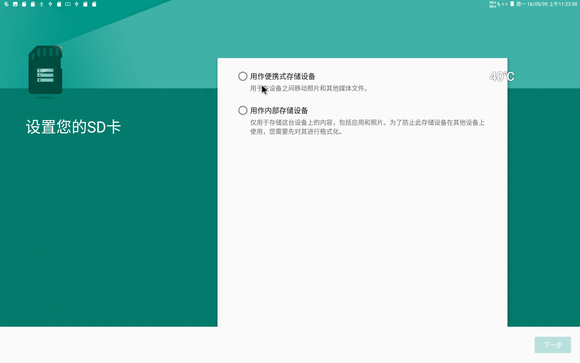 周一 16/05/09 上午11:23:08
40°C
设置您的SD卡
用作便携式存储设备
用于在设备之间移动照片和其他媒体文件。
用作内部存储设备
仅用于存储这台设备上的内容，包括应用和照片。为了防止此存储设备在其他设备上
使用，您需要先对其进行格式化。
下一步